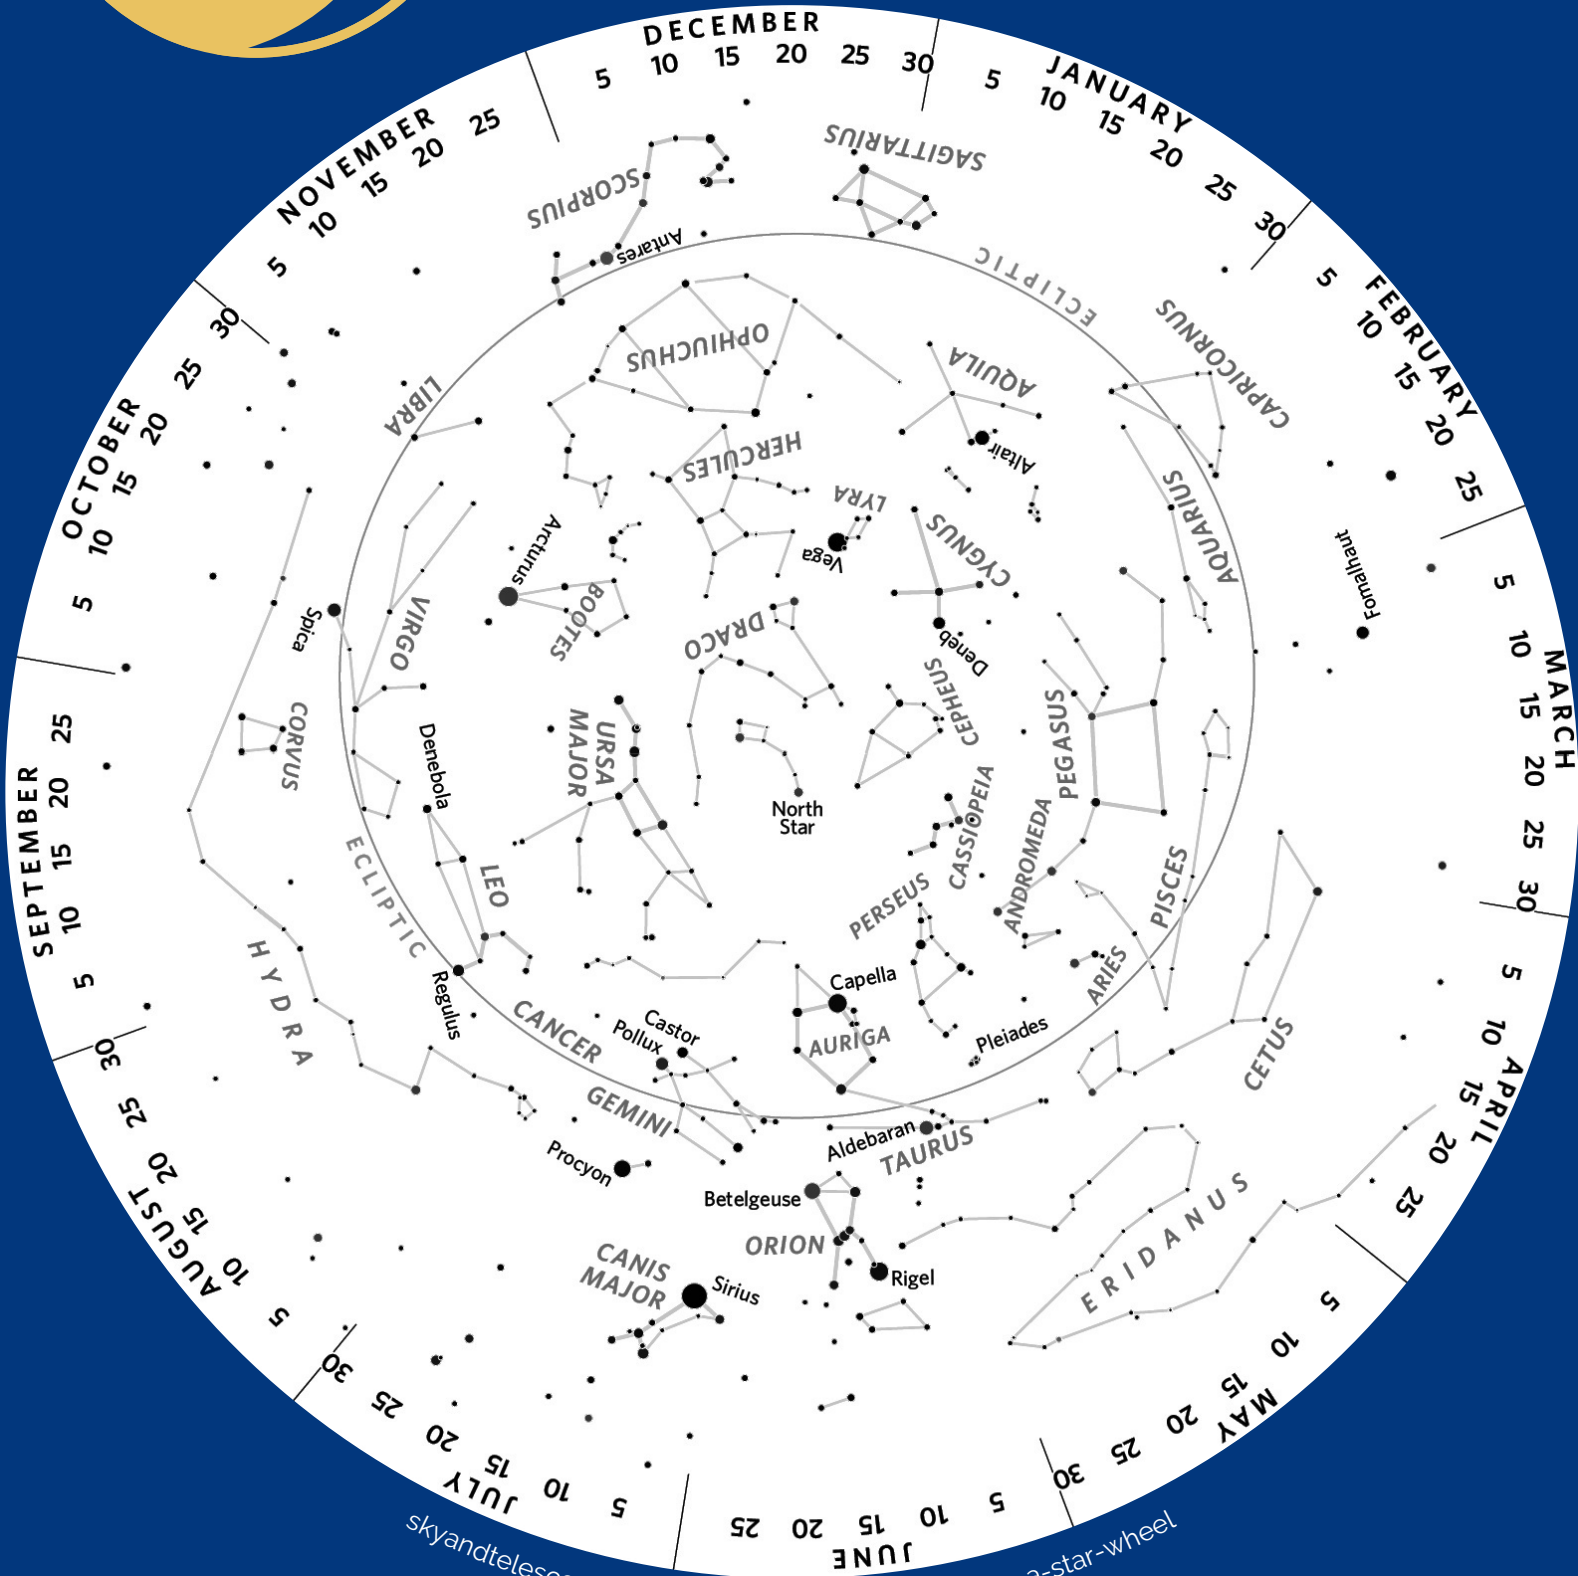 DECEMBER
5 10 15 20 25 30
JANUARY
5 10 15 20 25 30
FEBRUARY
5 10 15 20 25
MARCH
5 10 15 20 25 30
APRIL
5 10 15 20 25
MAY
5 10 15 20 25 30
JUNE
5 10 15 20 25
JULY
5 10 15 20 25 30
AUGUST
5 10 15 20 25 30
SEPTEMBER
5 10 15 20 25
OCTOBER
5 10 15 20 25 30
NOVEMBER
5 10 15 20 25
SCORPIUS
Antares
SAGITTARIUS
ECLIPTIC
CAPRICORNUS
OPHIUCHUS
AQUILA
Altair
LIBRA
HERCULES
LYRA
Vega
CYGNUS
Deneb
AQUARIUS
Fomalhaut
Arcturus
BOOTES
VIRGO
Spica
DRACO
CEPHEUS
PEGASUS
CORVUS
Denebola
URSA
MAJOR
North
Star
CASSIOPEIA
ANDROMEDA
PISCES
ECLIPTIC
LEO
Regulus
PERSEUS
ARIES
HYDRA
CANCER
Castor
Pollux
Capella
AURIGA
Pleiades
CETUS
GEMINI
Procyon
Aldebaran
TAURUS
Betelgeuse
ORION
Rigel
ERIDANUS
CANIS
MAJOR
Sirius
a-star-wheel